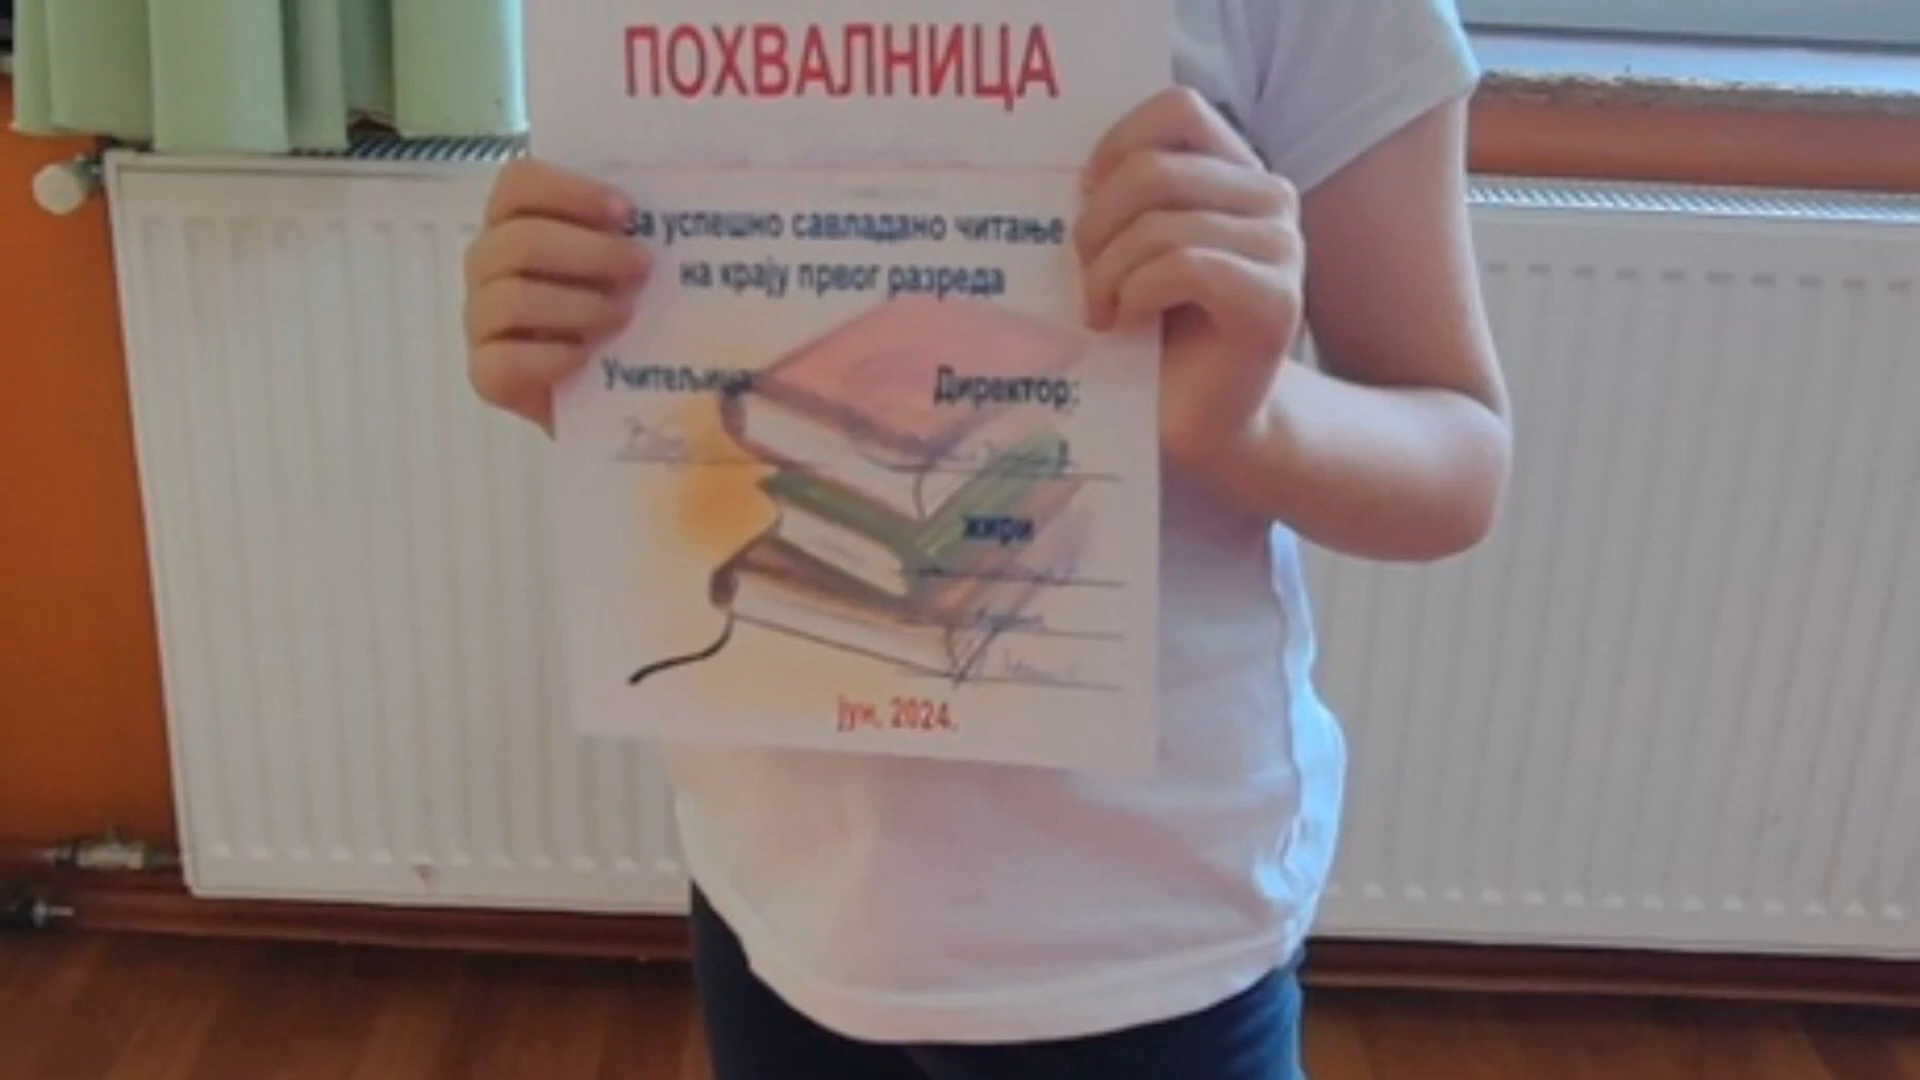 ПОХВАЛНИЦА
За успешно савладано читање
на крају првог разреда
Учитељица
Директор:
жири
јун, 2024.